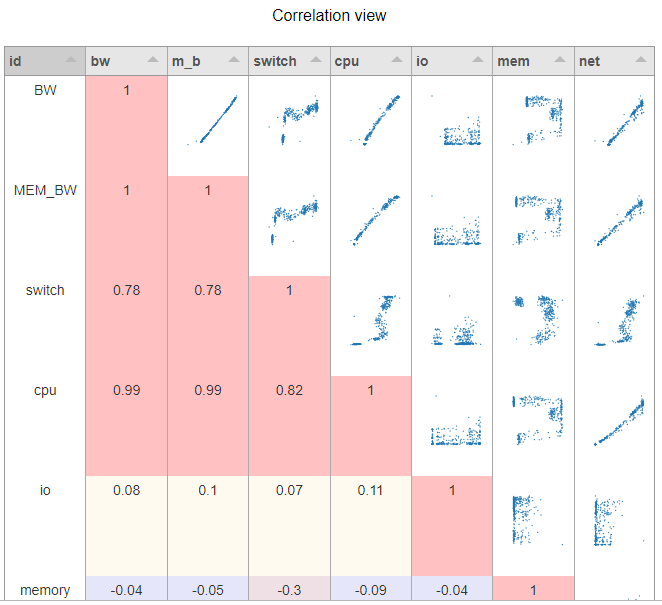 Correlation view
id bw m_b switch cpu io mem net
BW 1
MEM_BW 1 1
switch 0.78 0.78 1
cpu 0.99 0.99 0.82 1
io 0.08 0.1 0.07 0.11 1
memory -0.04 -0.05 -0.3 -0.09 -0.04 1